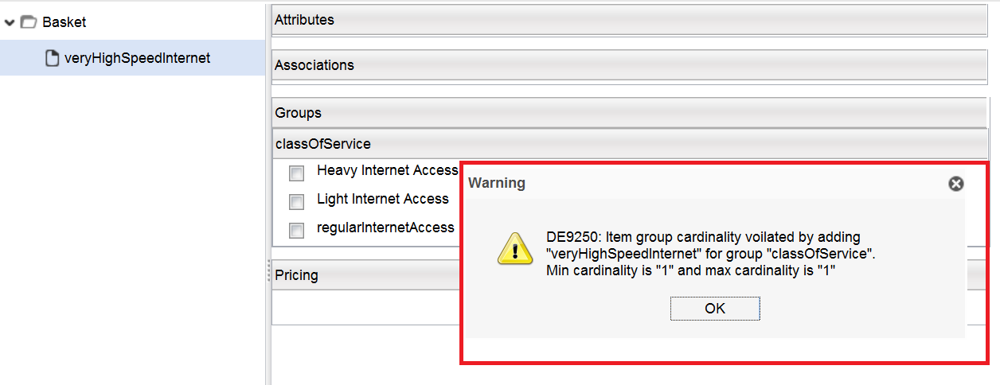 Basket
veryHighSpeedInternet
Attributes
Associations
Groups
classOfService
Heavy Internet Access
Light Internet Access
regularInternetAccess
Pricing
Warning
DE9250: Item group cardinality voilated by adding
"veryHighSpeedInternet" for group "classOfService".
Min cardinality is "1" and max cardinality is "1"
OK